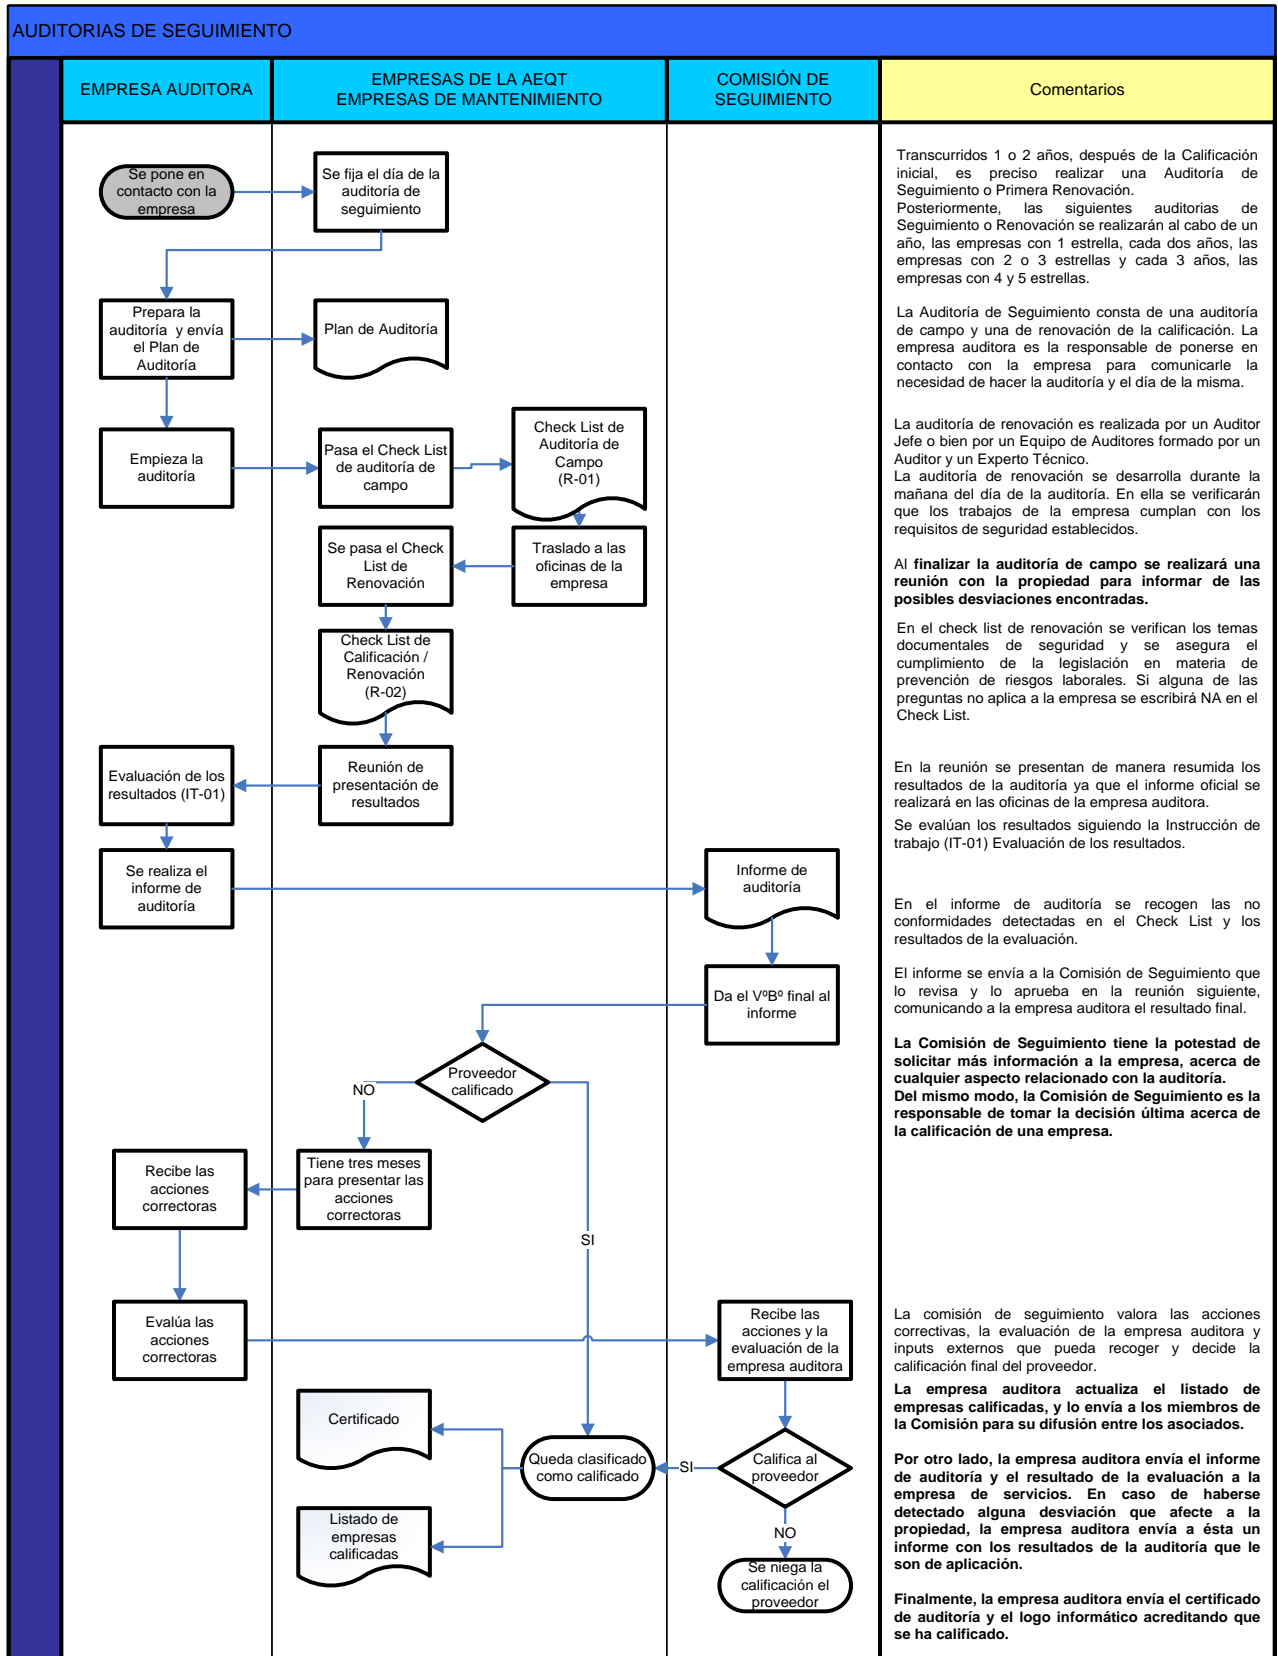 AUDITORIAS DE SEGUIMIENTO
EMPRESA AUDITORA
EMPRESAS DE LA AEQT
EMPRESAS DE MANTENIMIENTO
COMISIÓN DE
SEGUIMIENTO
Comentarios
Se pone en
contacto con la
empresa
Se fija el día de la
auditoría de
seguimiento
Prepara la
auditoría y envía
el Plan de
Auditoría
Plan de Auditoría
Empieza la
auditoría
Pasa el Check List
de auditoría de
campo
Check List de
Auditoría de
Campo
(R-01)
Se pasa el Check
List de
Renovación
Traslado a las
oficinas de la
empresa
Check List de
Calificación /
Renovación
(R-02)
Evaluación de los
resultados (IT-01)
Reunión de
presentación de
resultados
Se realiza el
informe de
auditoría
Informe de
auditoría
Da el VºBº final al
informe
Proveedor
calificado
NO
Recibe las
acciones
correctoras
Tiene tres meses
para presentar las
acciones
correctoras
SI
Evalúa las
acciones
correctoras
Recibe las
acciones y la
evaluación de la
empresa auditora
Certificado
Queda clasificado
como calificado
SI
Califica al
proveedor
Listado de
empresas
calificadas
NO
Se niega la
calificación el
proveedor
Transcurridos 1 o 2 años, después de la Calificación
inicial, es preciso realizar una Auditoría de
Seguimiento o Primera Renovación.
Posteriormente, las siguientes auditorias de
Seguimiento o Renovación se realizarán al cabo de un
año, las empresas con 1 estrella, cada dos años, las
empresas con 2 o 3 estrellas y cada 3 años, las
empresas con 4 y 5 estrellas.
La Auditoría de Seguimiento consta de una auditoría
de campo y una de renovación de la calificación. La
empresa auditora es la responsable de ponerse en
contacto con la empresa para comunicarle la
necesidad de hacer la auditoría y el día de la misma.
La auditoría de renovación es realizada por un Auditor
Jefe o bien por un Equipo de Auditores formado por un
Auditor y un Experto Técnico.
La auditoría de renovación se desarrolla durante la
mañana del día de la auditoría. En ella se verificarán
que los trabajos de la empresa cumplan con los
requisitos de seguridad establecidos.
Al finalizar la auditoría de campo se realizará una
reunión con la propiedad para informar de las
posibles desviaciones encontradas.
En el check list de renovación se verifican los temas
documentales de seguridad y se asegura el
cumplimiento de la legislación en materia de
prevención de riesgos laborales. Si alguna de las
preguntas no aplica a la empresa se escribirá NA en el
Check List.
En la reunión se presentan de manera resumida los
resultados de la auditoría ya que el informe oficial se
realizará en las oficinas de la empresa auditora.
Se evalúan los resultados siguiendo la Instrucción de
trabajo (IT-01) Evaluación de los resultados.
En el informe de auditoría se recogen las no
conformidades detectadas en el Check List y los
resultados de la evaluación.
El informe se envía a la Comisión de Seguimiento que
lo revisa y lo aprueba en la reunión siguiente,
comunicando a la empresa auditora el resultado final.
La Comisión de Seguimiento tiene la potestad de
solicitar más información a la empresa, acerca de
cualquier aspecto relacionado con la auditoría.
Del mismo modo, la Comisión de Seguimiento es la
responsable de tomar la decisión última acerca de
la calificación de una empresa.
La comisión de seguimiento valora las acciones
correctivas, la evaluación de la empresa auditora y
inputs externos que pueda recoger y decide la
calificación final del proveedor.
La empresa auditora actualiza el listado de
empresas calificadas, y lo envía a los miembros de
la Comisión para su difusión entre los asociados.
Por otro lado, la empresa auditora envía el informe
de auditoría y el resultado de la evaluación a la
empresa de servicios. En caso de haberse
detectado alguna desviación que afecte a la
propiedad, la empresa auditora envía a ésta un
informe con los resultados de la auditoría que le
son de aplicación.
Finalmente, la empresa auditora envía el certificado
de auditoría y el logo informático acreditando que
se ha calificado.